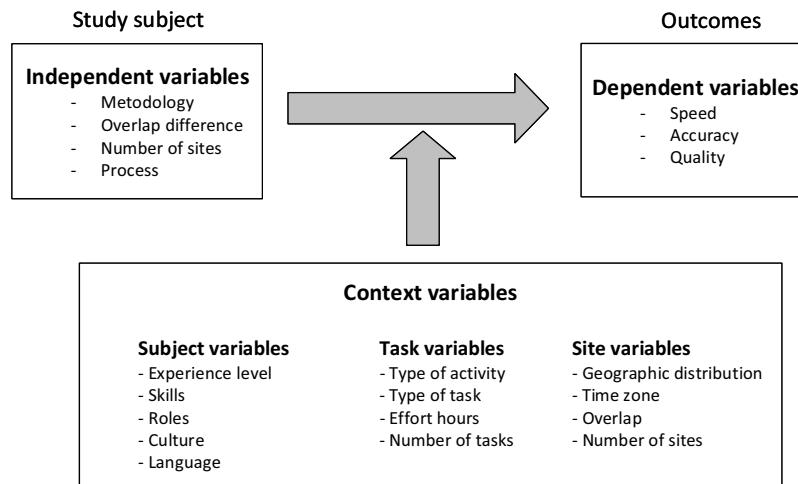 Study subject
Outcomes
Independent variables
- Metodology
- Overlap difference
- Number of sites
- Process
Dependent variables
- Speed
- Accuracy
- Quality
Context variables
Subject variables
- Experience level
- Skills
- Roles
- Culture
- Language
Task variables
- Type of activity
- Type of task
- Effort hours
- Number of tasks
Site variables
- Geographic distribution
- Time zone
- Overlap
- Number of sites